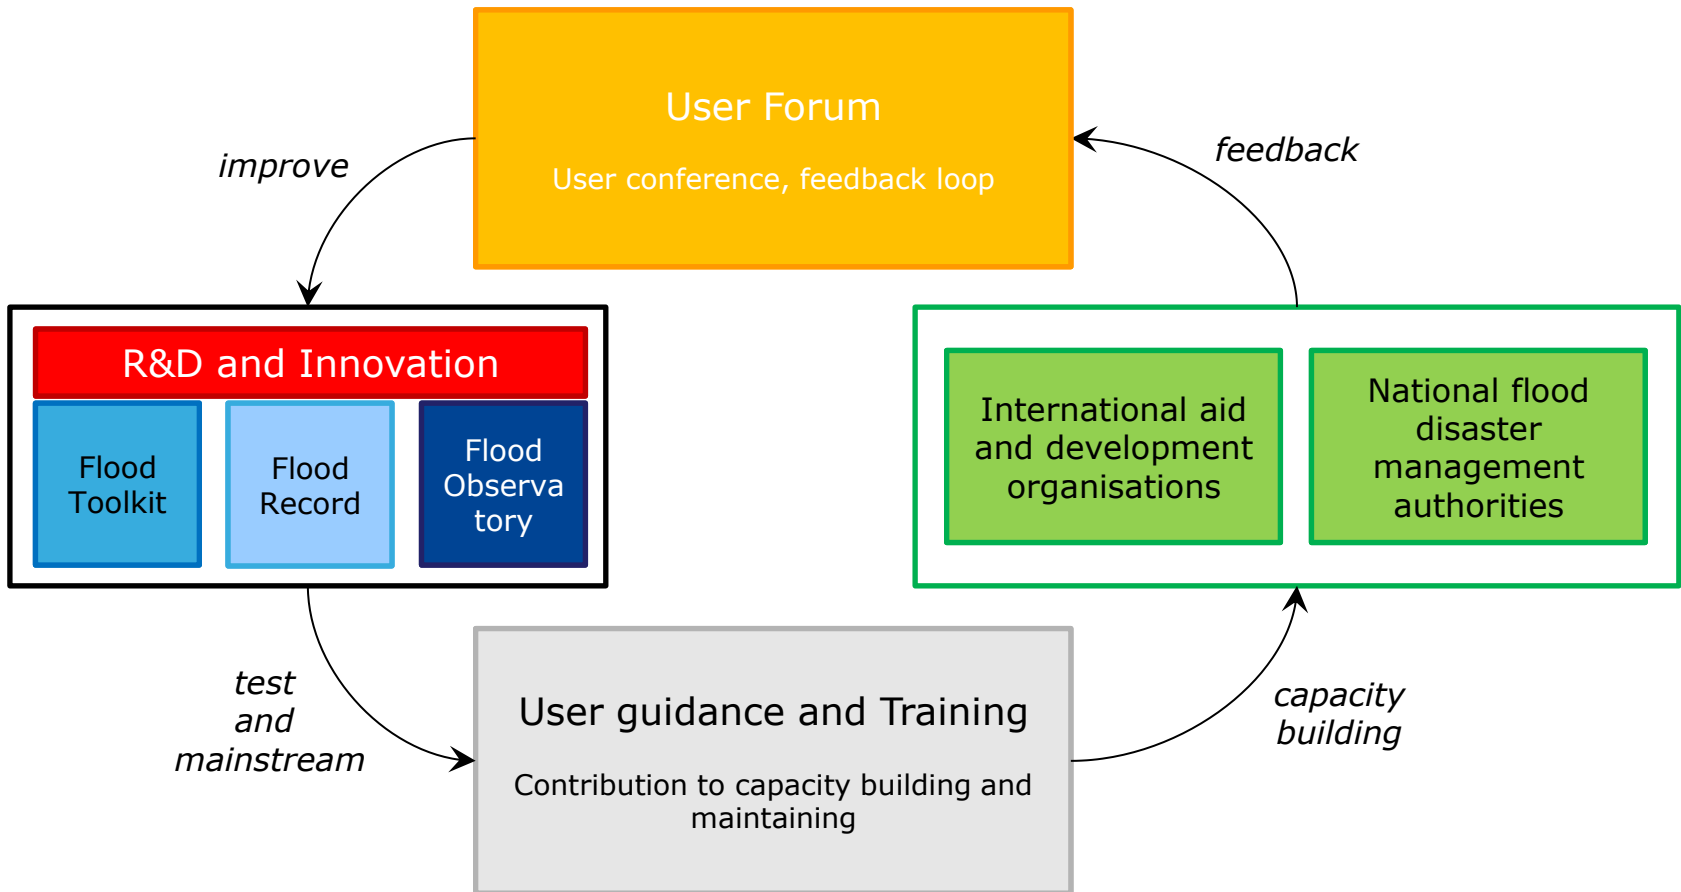 User Forum
User conference, feedback loop
improve
feedback
R&D and Innovation
Flood
Toolkit
Flood
Record
Flood
Observa
tory
International aid
and development
organisations
National flood
disaster
management
authorities
test
and
mainstream
User guidance and Training
Contribution to capacity building and
maintaining
capacity
building